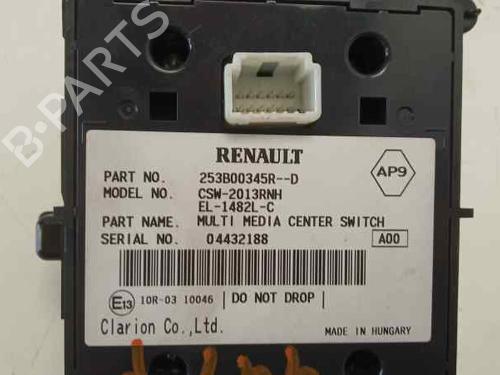 B-PARTS
RENAULT
PART NO. 253B00345R--D
MODEL NO. CSW-2013RNH
EL-1482L-C
AP9
PART NAME. MULTI MEDIA CENTER SWITCH
SERIAL NO. 04432188 A00
E13 10R-03 10046 DO NOT DROP
Clarion Co.,Ltd. MADE IN HUNGARY